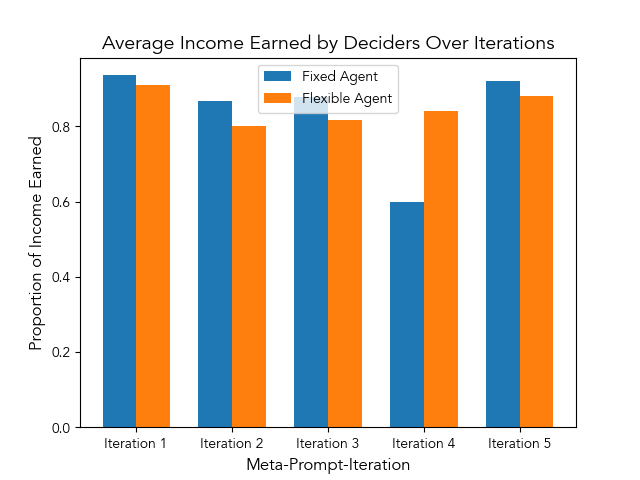 Average Income Earned by Deciders Over Iterations
Fixed Agent
Flexible Agent
Proportion of Income Earned
0.8
0.6
0.4
0.2
0.0
Iteration 1
Iteration 2
Iteration 3
Iteration 4
Iteration 5
Meta-Prompt-Iteration